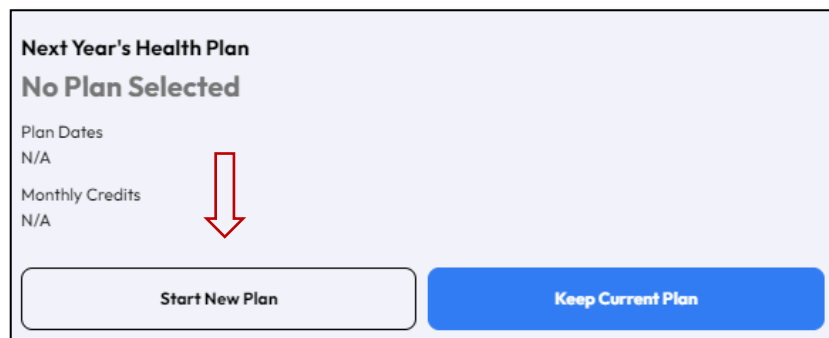 Next Year's Health Plan
No Plan Selected
Plan Dates
N/A
Monthly Credits
N/A
Start New Plan
Keep Current Plan